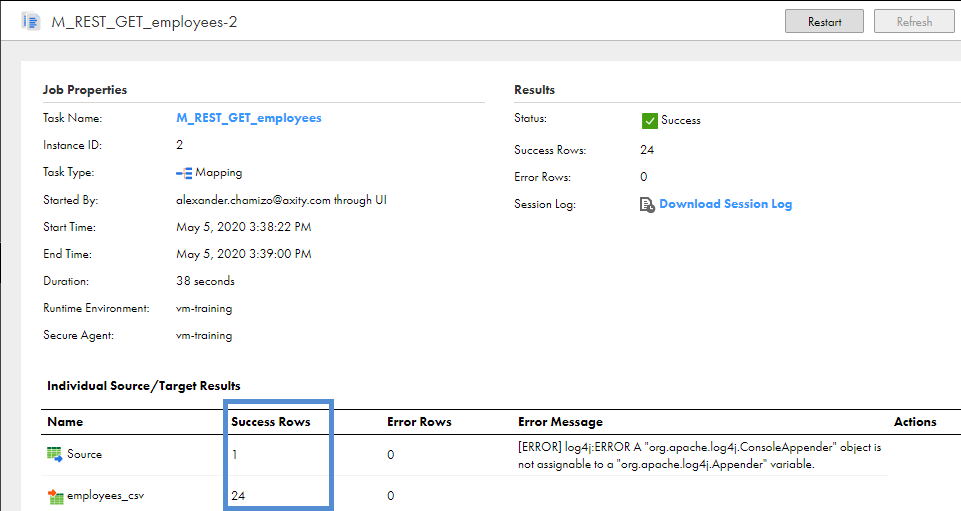 M_REST_GET_employees-2
Restart
Refresh
Job Properties
Task Name: M_REST_GET_employees
Instance ID: 2
Task Type: Mapping
Started By: alexander.chamizo@axity.com through UI
Start Time: May 5, 2020 3:38:22 PM
End Time: May 5, 2020 3:39:00 PM
Duration: 38 seconds
Runtime Environment: vm-training
Secure Agent: vm-training
Results
Status: Success
Success Rows: 24
Error Rows: 0
Session Log: Download Session Log
Individual Source/Target Results
Name Success Rows Error Rows Error Message Actions
Source 1 0 [ERROR] log4j:ERROR A "org.apache.log4j.ConsoleAppender" object is
not assignable to a "org.apache.log4j.Appender" variable.
employees_csv 24 0